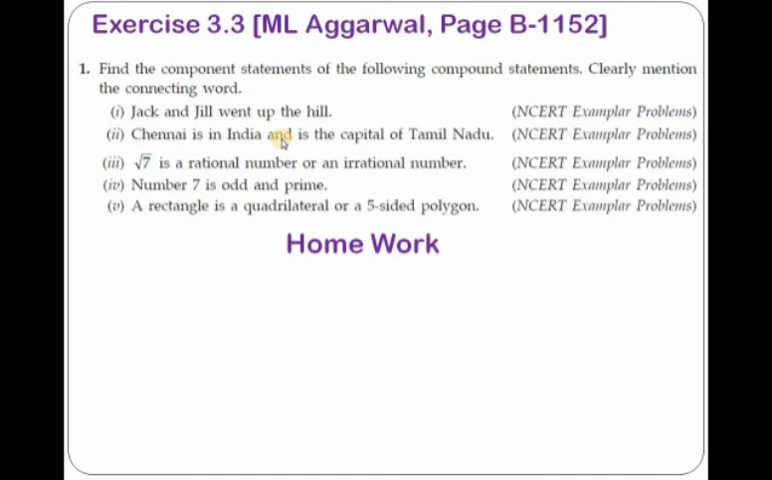 Exercise 3.3 [ML Aggarwal, Page B-1152]
1. Find the component statements of the following compound statements. Clearly mention
the connecting word.
(i) Jack and Jill went up the hill. (NCERT Examplar Problems)
(ii) Chennai is in India and is the capital of Tamil Nadu. (NCERT Examplar Problems)
(iii) √7 is a rational number or an irrational number. (NCERT Examplar Problems)
(iv) Number 7 is odd and prime. (NCERT Examplar Problems)
(v) A rectangle is a quadrilateral or a 5-sided polygon. (NCERT Examplar Problems)
Home Work